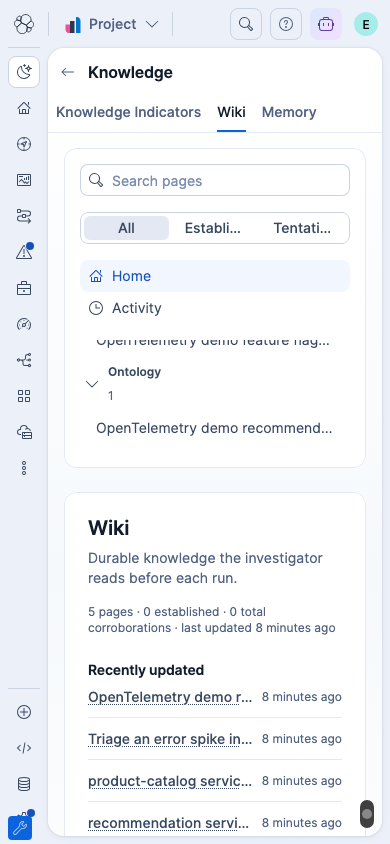 Project
E
Knowledge
Knowledge Indicators
Wiki
Memory
Search pages
All
Establi...
Tentati...
Home
Activity
OpenTelemetry demo feature flag...
Ontology
1
OpenTelemetry demo recommend...
Wiki
Durable knowledge the investigator
reads before each run.
5 pages · 0 established · 0 total
corroborations · last updated 8 minutes ago
Recently updated
OpenTelemetry demo r... 8 minutes ago
Triage an error spike in... 8 minutes ago
product-catalog servic... 8 minutes ago
recommendation servi... 8 minutes ago